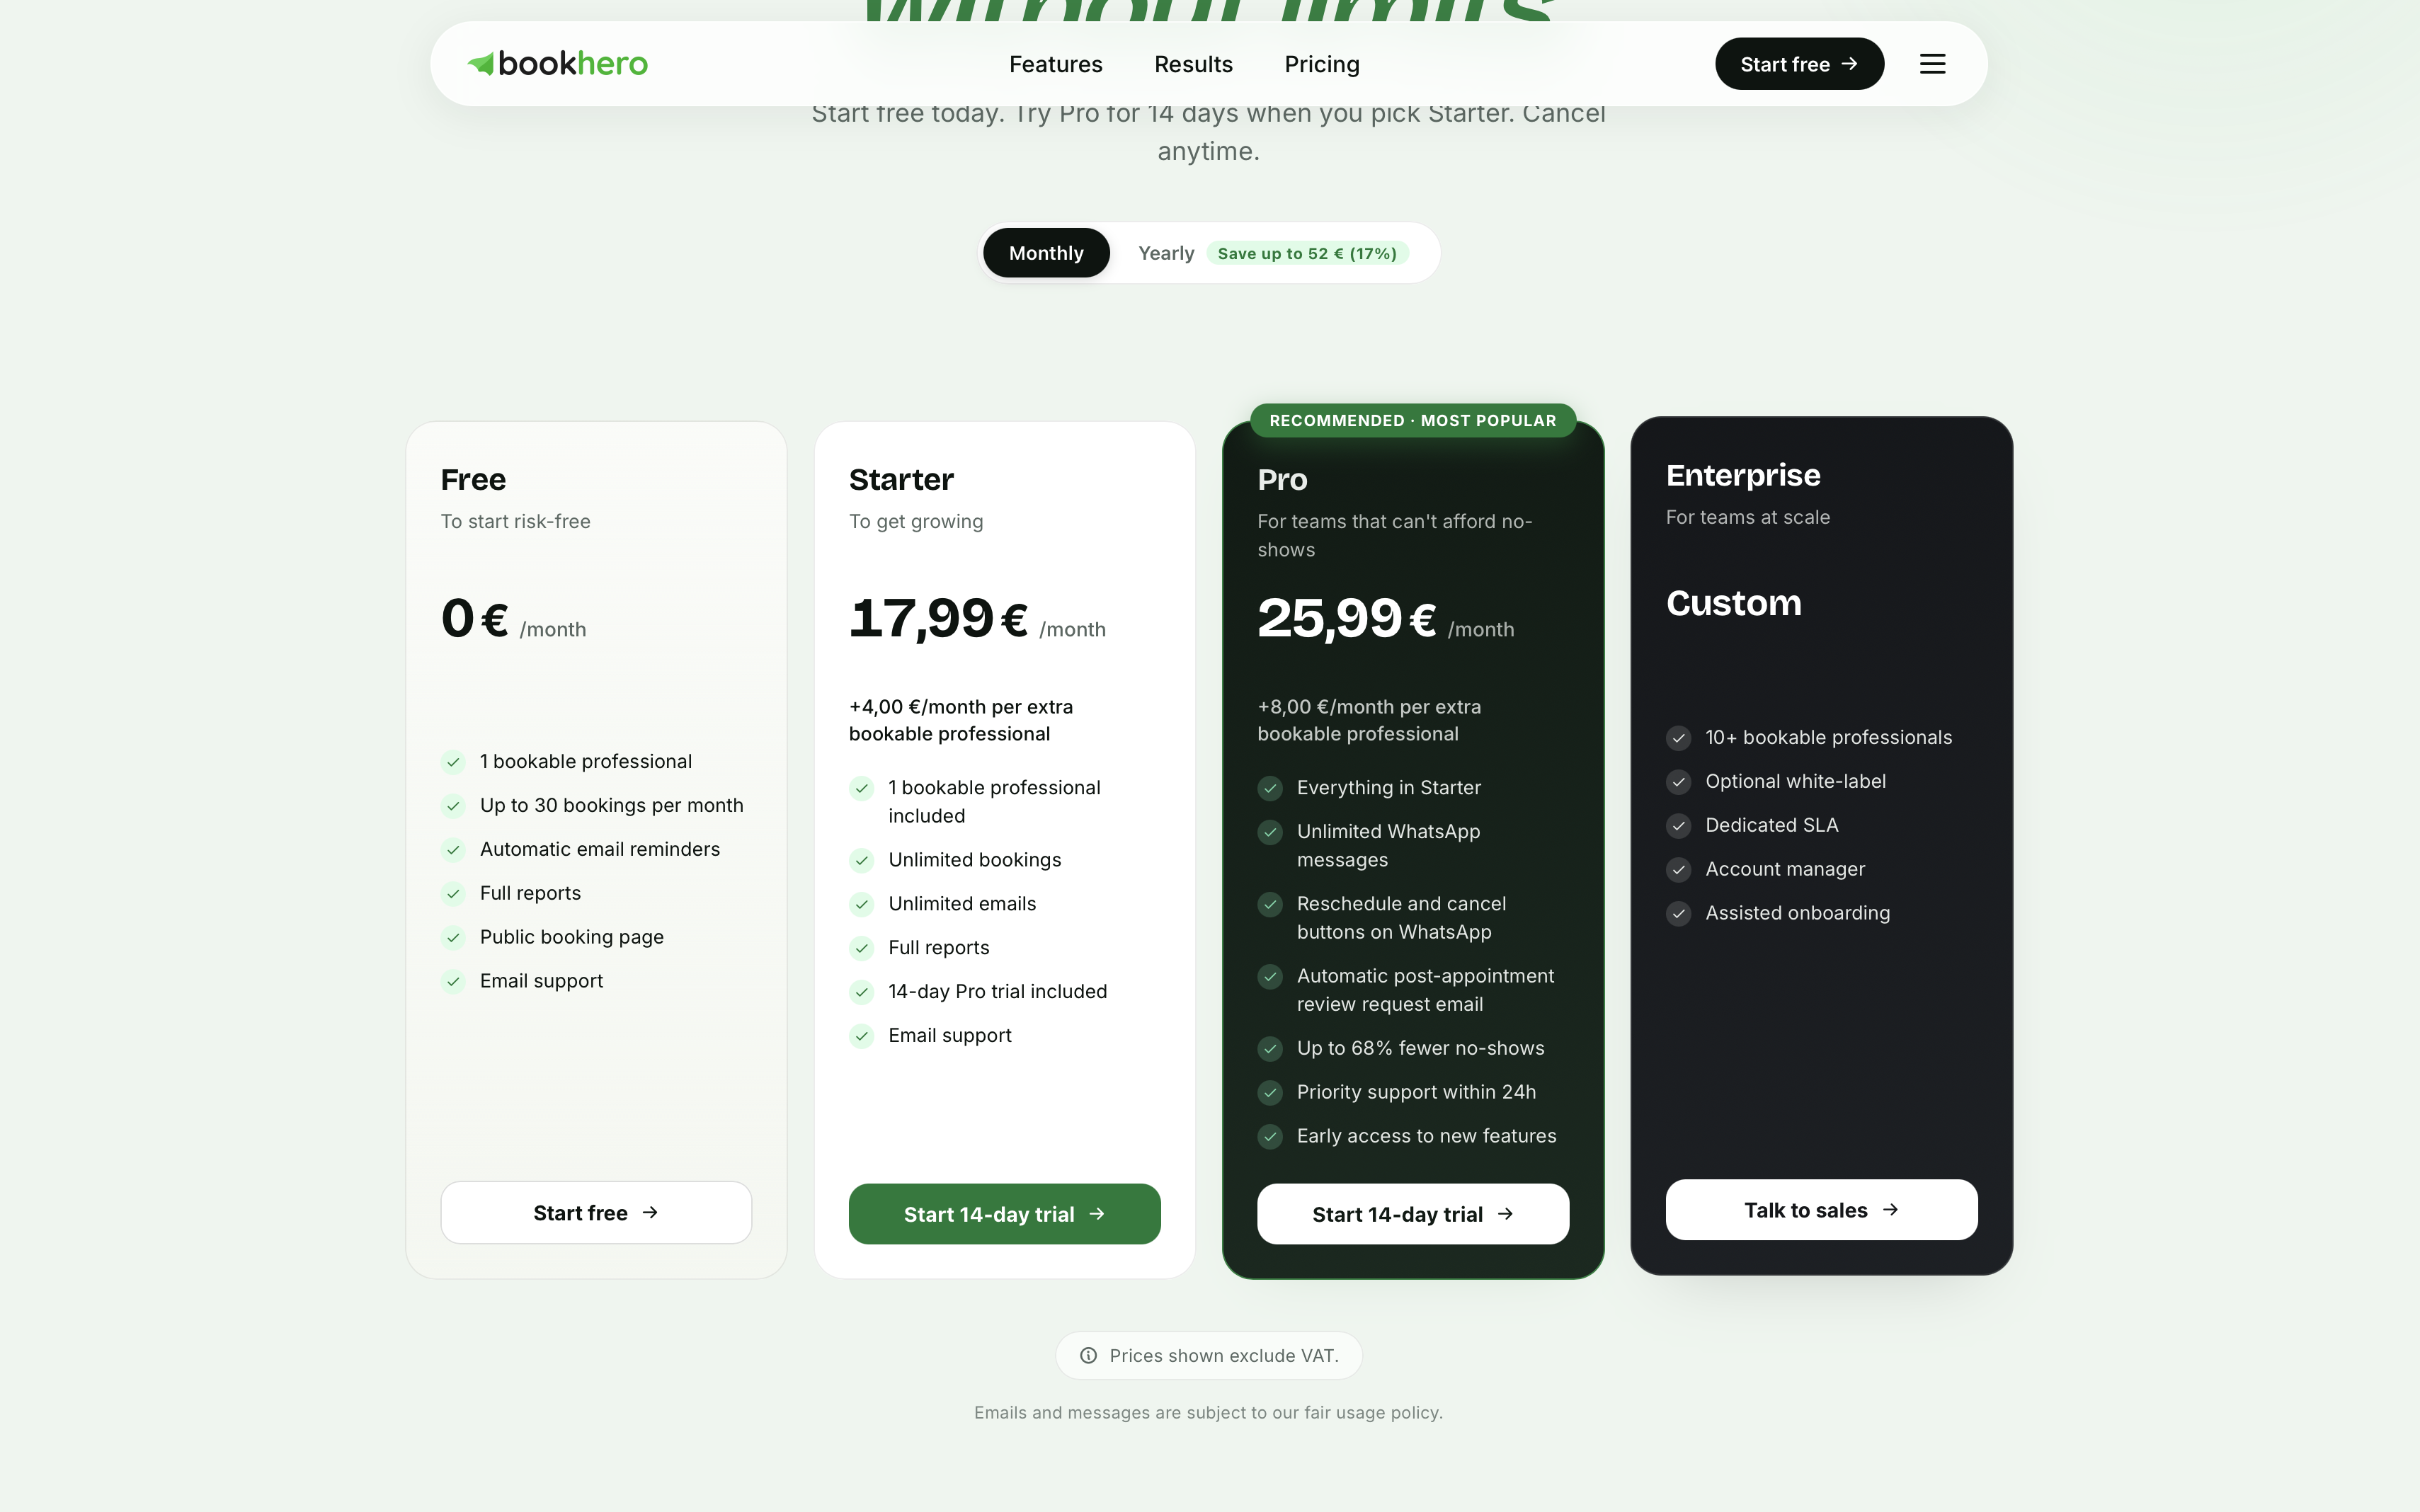 without limits
bookhero
Features
Results
Pricing
Start free →
Start free today. Try Pro for 14 days when you pick Starter. Cancel
anytime.
Monthly
Yearly
Save up to 52 € (17%)
Free
To start risk-free
0 € /month
1 bookable professional
Up to 30 bookings per month
Automatic email reminders
Full reports
Public booking page
Email support
Start free →
Starter
To get growing
17,99 € /month
+4,00 €/month per extra
bookable professional
1 bookable professional
included
Unlimited bookings
Unlimited emails
Full reports
14-day Pro trial included
Email support
Start 14-day trial →
RECOMMENDED · MOST POPULAR
Pro
For teams that can't afford no-
shows
25,99 € /month
+8,00 €/month per extra
bookable professional
Everything in Starter
Unlimited WhatsApp
messages
Reschedule and cancel
buttons on WhatsApp
Automatic post-appointment
review request email
Up to 68% fewer no-shows
Priority support within 24h
Early access to new features
Start 14-day trial →
Enterprise
For teams at scale
Custom
10+ bookable professionals
Optional white-label
Dedicated SLA
Account manager
Assisted onboarding
Talk to sales →
Prices shown exclude VAT.
Emails and messages are subject to our fair usage policy.